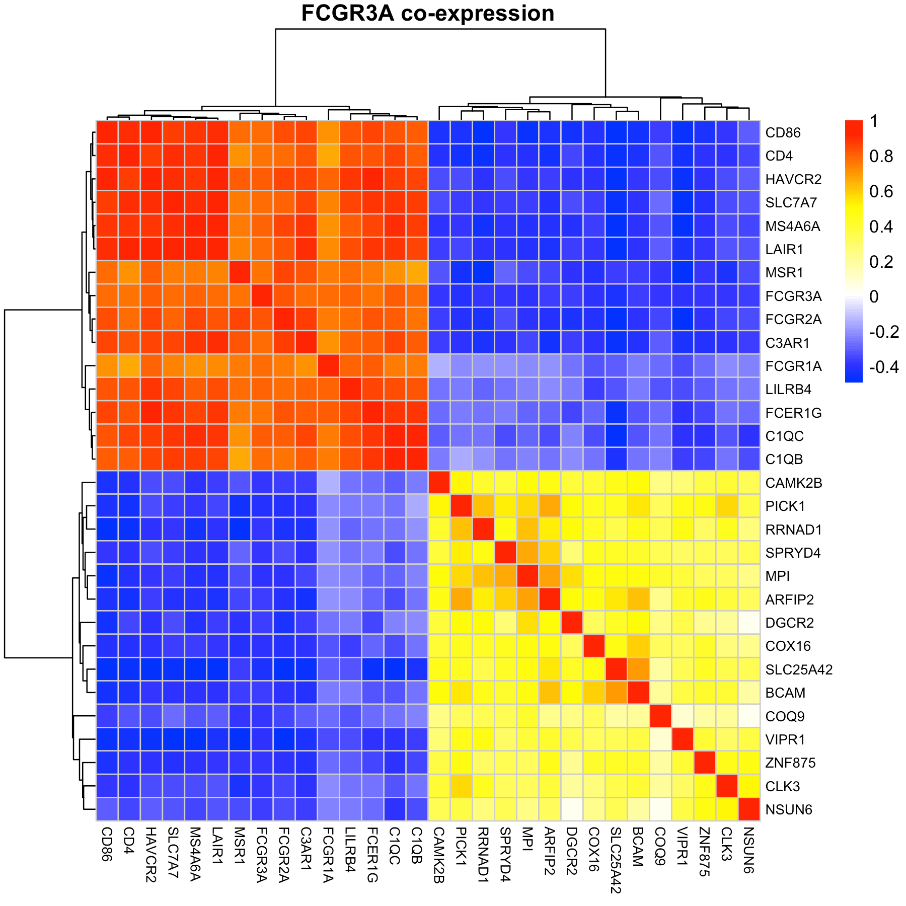 FCGR3A co-expression
CD86
CD4
HAVCR2
SLC7A7
MS4A6A
LAIR1
MSR1
FCGR3A
FCGR2A
C3AR1
FCGR1A
LILRB4
FCER1G
C1QC
C1QB
CAMK2B
PICK1
RRNAD1
SPRYD4
MPI
ARFIP2
DGCR2
COX16
SLC25A42
BCAM
COQ9
VIPR1
ZNF875
CLK3
NSUN6
1
0.8
0.6
0.4
0.2
0
-0.2
-0.4
CD86
CD4
HAVCR2
SLC7A7
MS4A6A
LAIR1
MSR1
FCGR3A
FCGR2A
C3AR1
FCGR1A
LILRB4
FCER1G
C1QC
C1QB
CAMK2B
PICK1
RRNAD1
SPRYD4
MPI
ARFIP2
DGCR2
COX16
SLC25A42
BCAM
COQ9
VIPR1
ZNF875
CLK3
NSUN6